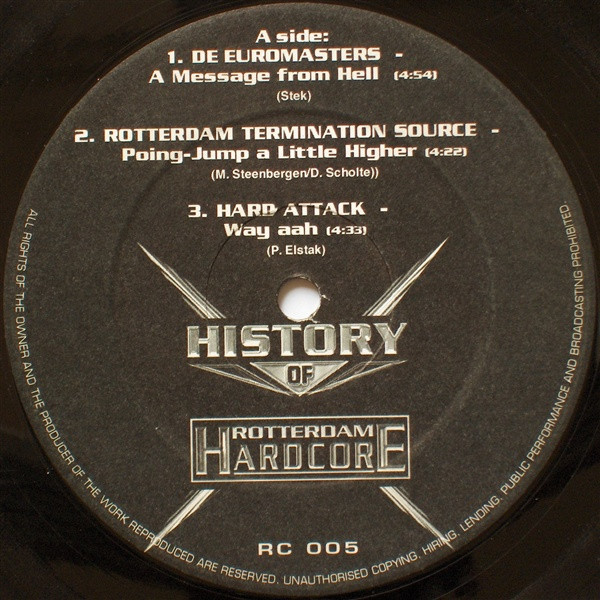 A side:
1. DE EUROMASTERS -
A Message from Hell (4:54)
(Stek)
2. ROTTERDAM TERMINATION SOURCE -
Poing-Jump a Little Higher (4:22)
(M. Steenbergen/D. Scholte))
3. HARD ATTACK -
Way aah (4:33)
(P. Elstak)
HISTORY
OF
ROTTERDAM
HARDCORE
RC 005
ALL RIGHTS OF THE OWNER AND THE PRODUCER OF THE WORK REPRODUCED ARE RESERVED. UNAUTHORISED COPYING, HIRING, LENDING, PUBLIC PERFORMANCE AND BROADCASTING PROHIBITED.